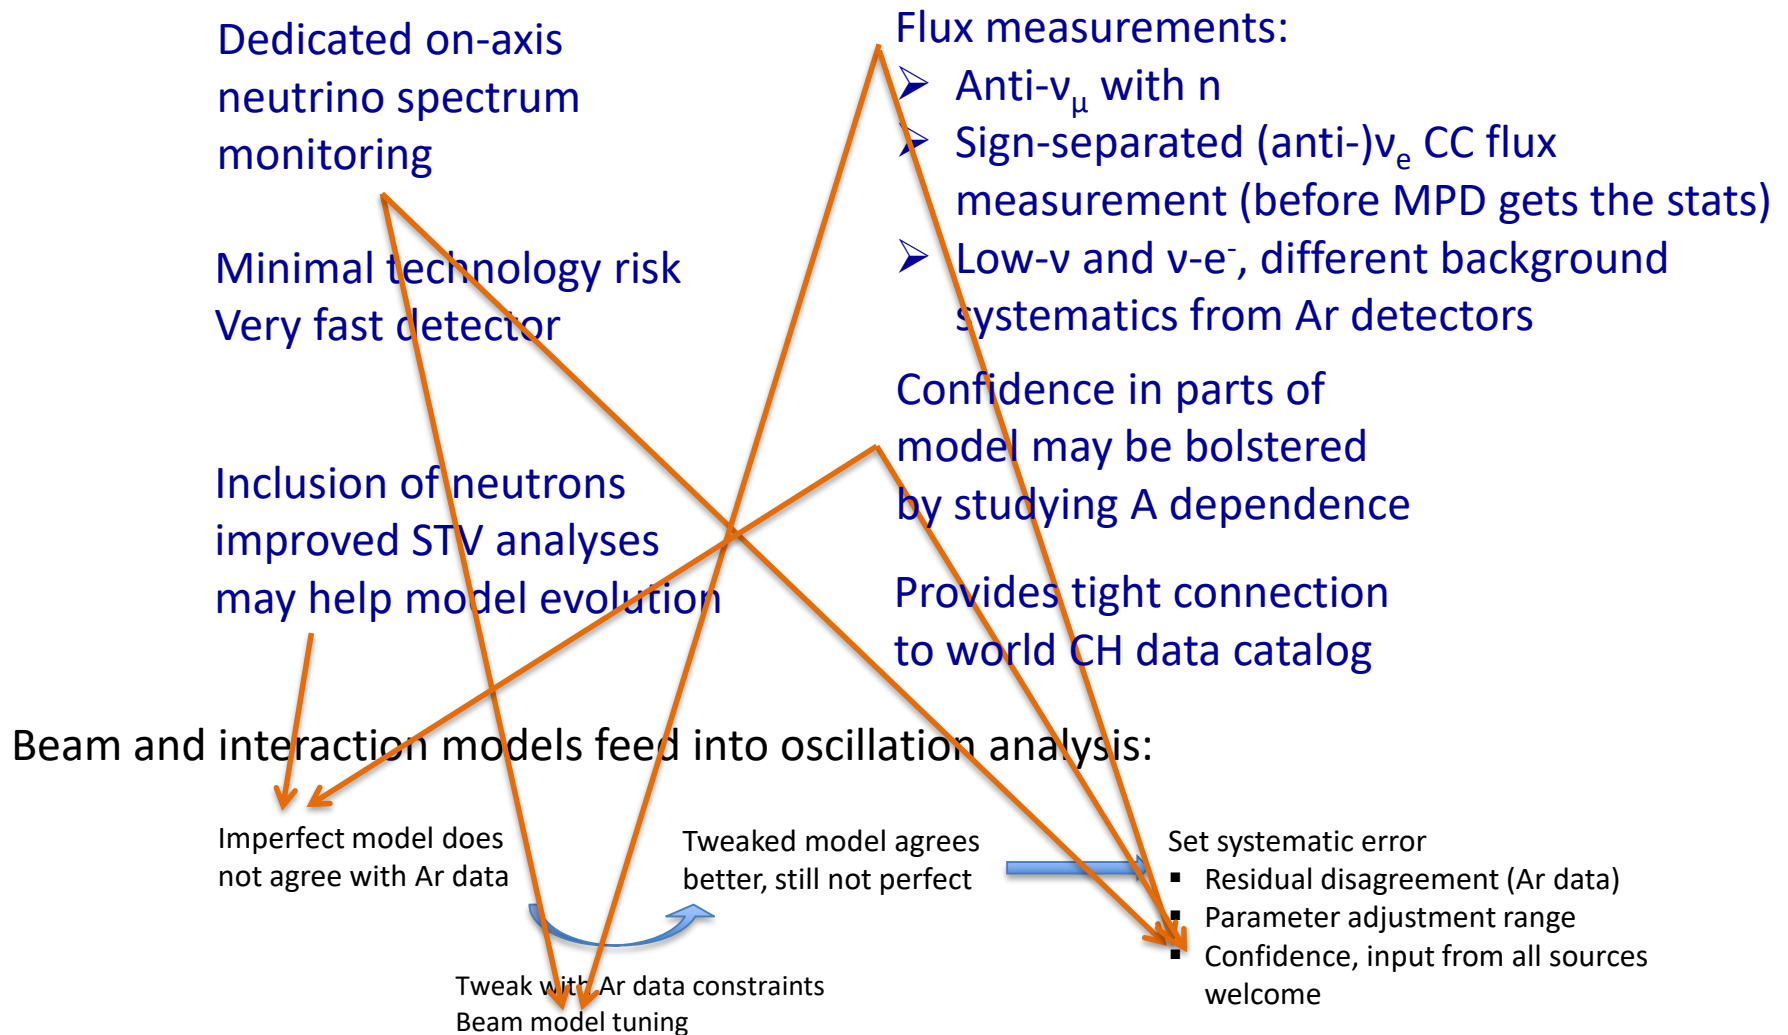 Dedicated on-axis
neutrino spectrum
monitoring
Minimal technology risk
Very fast detector
Inclusion of neutrons
improved STV analyses
may help model evolution
Flux measurements:
➢ Anti-νμ with n
➢ Sign-separated (anti-)νe CC flux
measurement (before MPD gets the stats)
➢ Low-ν and ν-e-, different background
systematics from Ar detectors
Confidence in parts of
model may be bolstered
by studying A dependence
Provides tight connection
to world CH data catalog
Beam and interaction models feed into oscillation analysis:
Imperfect model does
not agree with Ar data
Tweak with Ar data constraints
Beam model tuning
Tweaked model agrees
better, still not perfect
Set systematic error
▪ Residual disagreement (Ar data)
▪ Parameter adjustment range
▪ Confidence, input from all sources
welcome